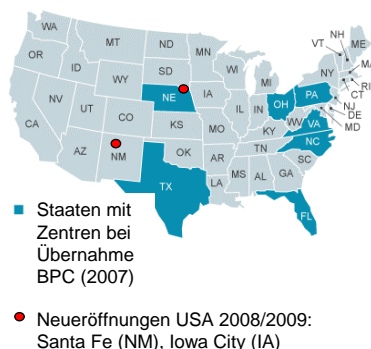 WA
MT
ND
MN
VT
NH
ME
OR
ID
SD
WI
MI
NY
MA
WY
RI
NV
NE
IA
PA
CT
UT
IL
IN
OH
NJ
DE
MD
CA
CO
KS
MO
WV
VA
KY
NC
AZ
NM
OK
AR
TN
SC
TX
LA
MS
AL
GA
FL
Staaten mit
Zentren bei
Übernahme
BPC (2007)
Neueröffnungen USA 2008/2009:
Santa Fe (NM), Iowa City (IA)